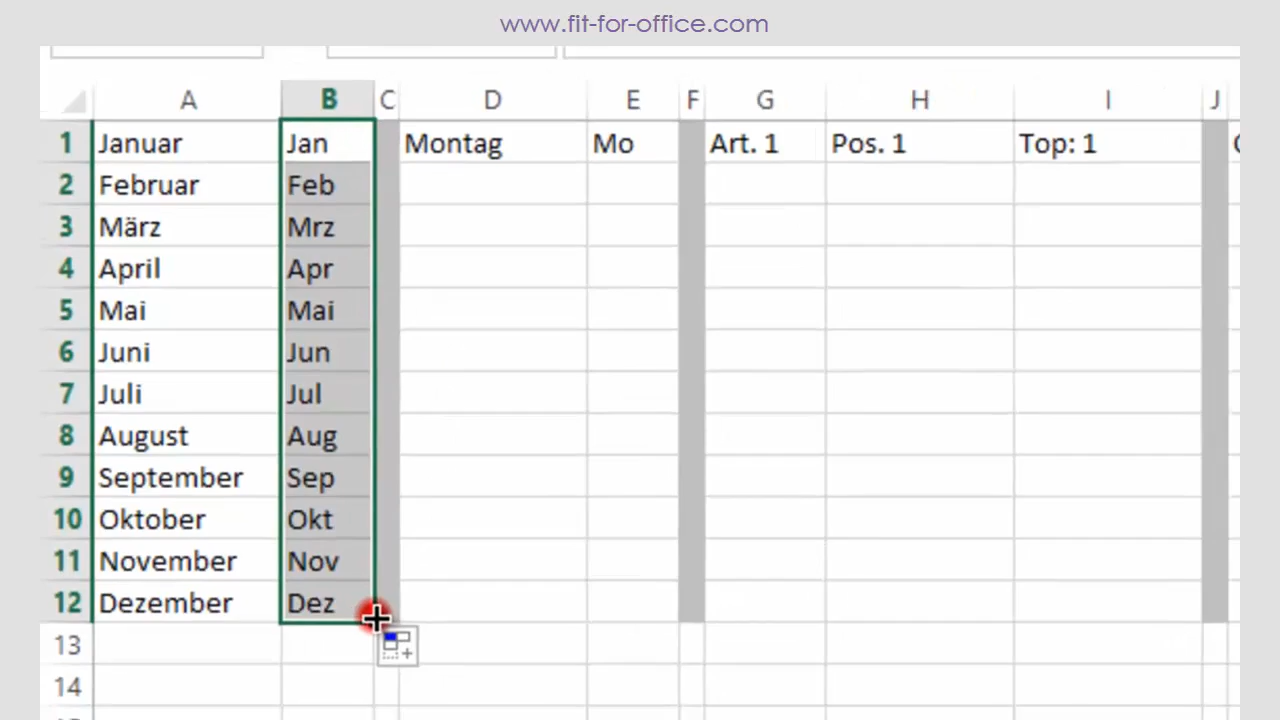 www.fit-for-office.com
A B C D E F G H I J
1 Januar Jan Montag Mo Art. 1 Pos. 1 Top: 1
2 Februar Feb
3 März Mrz
4 April Apr
5 Mai Mai
6 Juni Jun
7 Juli Jul
8 August Aug
9 September Sep
10 Oktober Okt
11 November Nov
12 Dezember Dez
13
14